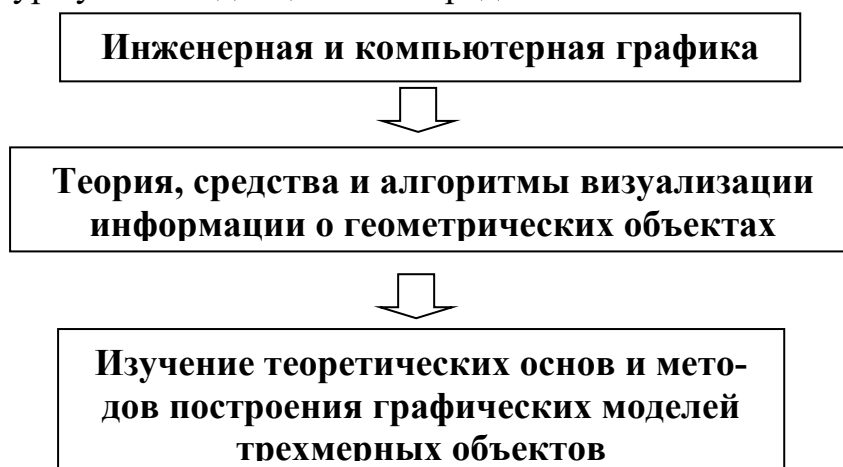 Инженерная и компьютерная графика
Теория, средства и алгоритмы визуализации
информации о геометрических объектах
Изучение теоретических основ и мето-
дов построения графических моделей
трехмерных объектов